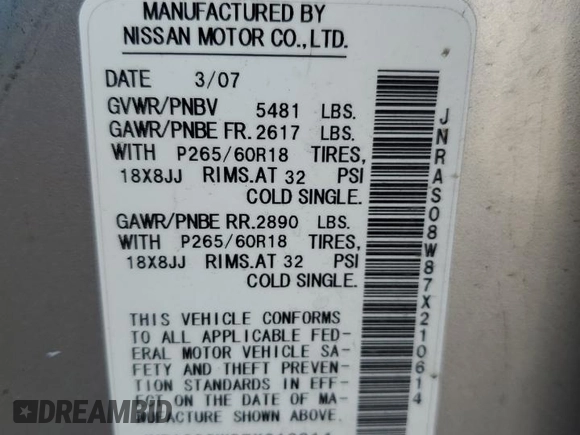 MANUFACTURED BY
NISSAN MOTOR CO.,LTD.
DATE 3/07
GVWR/PNBV 5481 LBS.
GAWR/PNBE FR. 2617 LBS.
WITH P265/60R18 TIRES,
18X8JJ RIMS. AT 32 PSI
COLD SINGLE.
GAWR/PNBE RR. 2890 LBS.
WITH P265/60R18 TIRES,
18X8JJ RIMS. AT 32 PSI
COLD SINGLE.
THIS VEHICLE CONFORMS
TO ALL APPLICABLE FED-
ERAL MOTOR VEHICLE SA-
FETY AND THEFT PREVEN-
TION STANDARDS IN EFF-
ECT ON THE DATE OF MA-
NUFACTURE SHOWN ABOVE.
JNRAS08W87X210614
DEALERS AUTO AUCTION